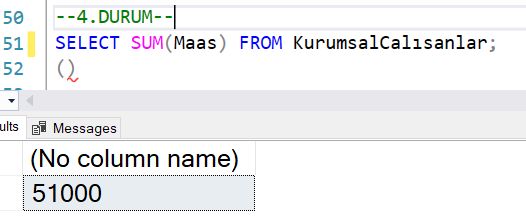 50 --4.DURUM--
51 SELECT SUM(Maas) FROM KurumsalCalısanlar;
52 ()
ults Messages
(No column name)
51000